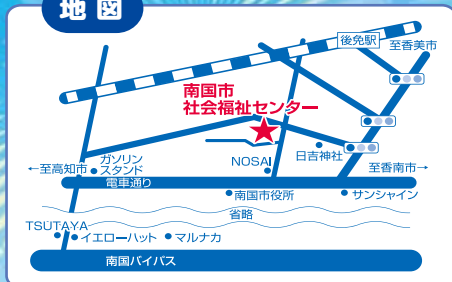 地図
後免駅
至香美市
南国市
社会福祉センター
日吉神社
NOSAI
ガソリン
スタンド
←至高知市
至香南市→
電車通り
南国市役所
サンシャイン
省略
TSUTAYA
イエローハット
マルナカ
南国バイパス